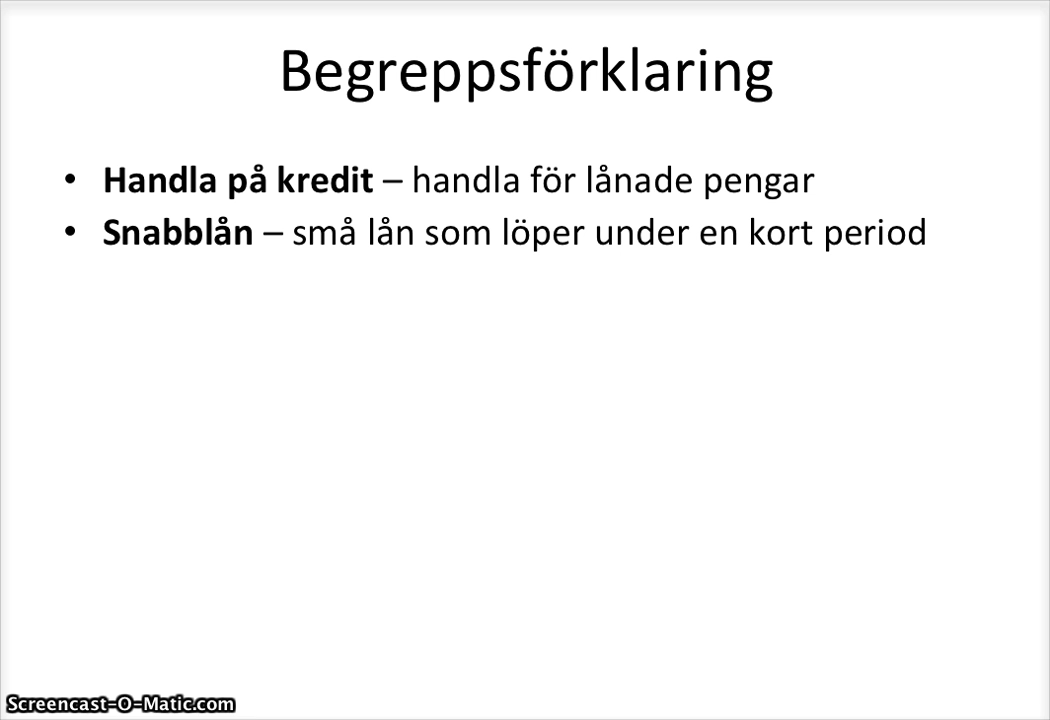 Begreppsförklaring
• Handla på kredit – handla för lånade pengar
• Snabblån – små lån som löper under en kort period
Screencast-O-Matic.com